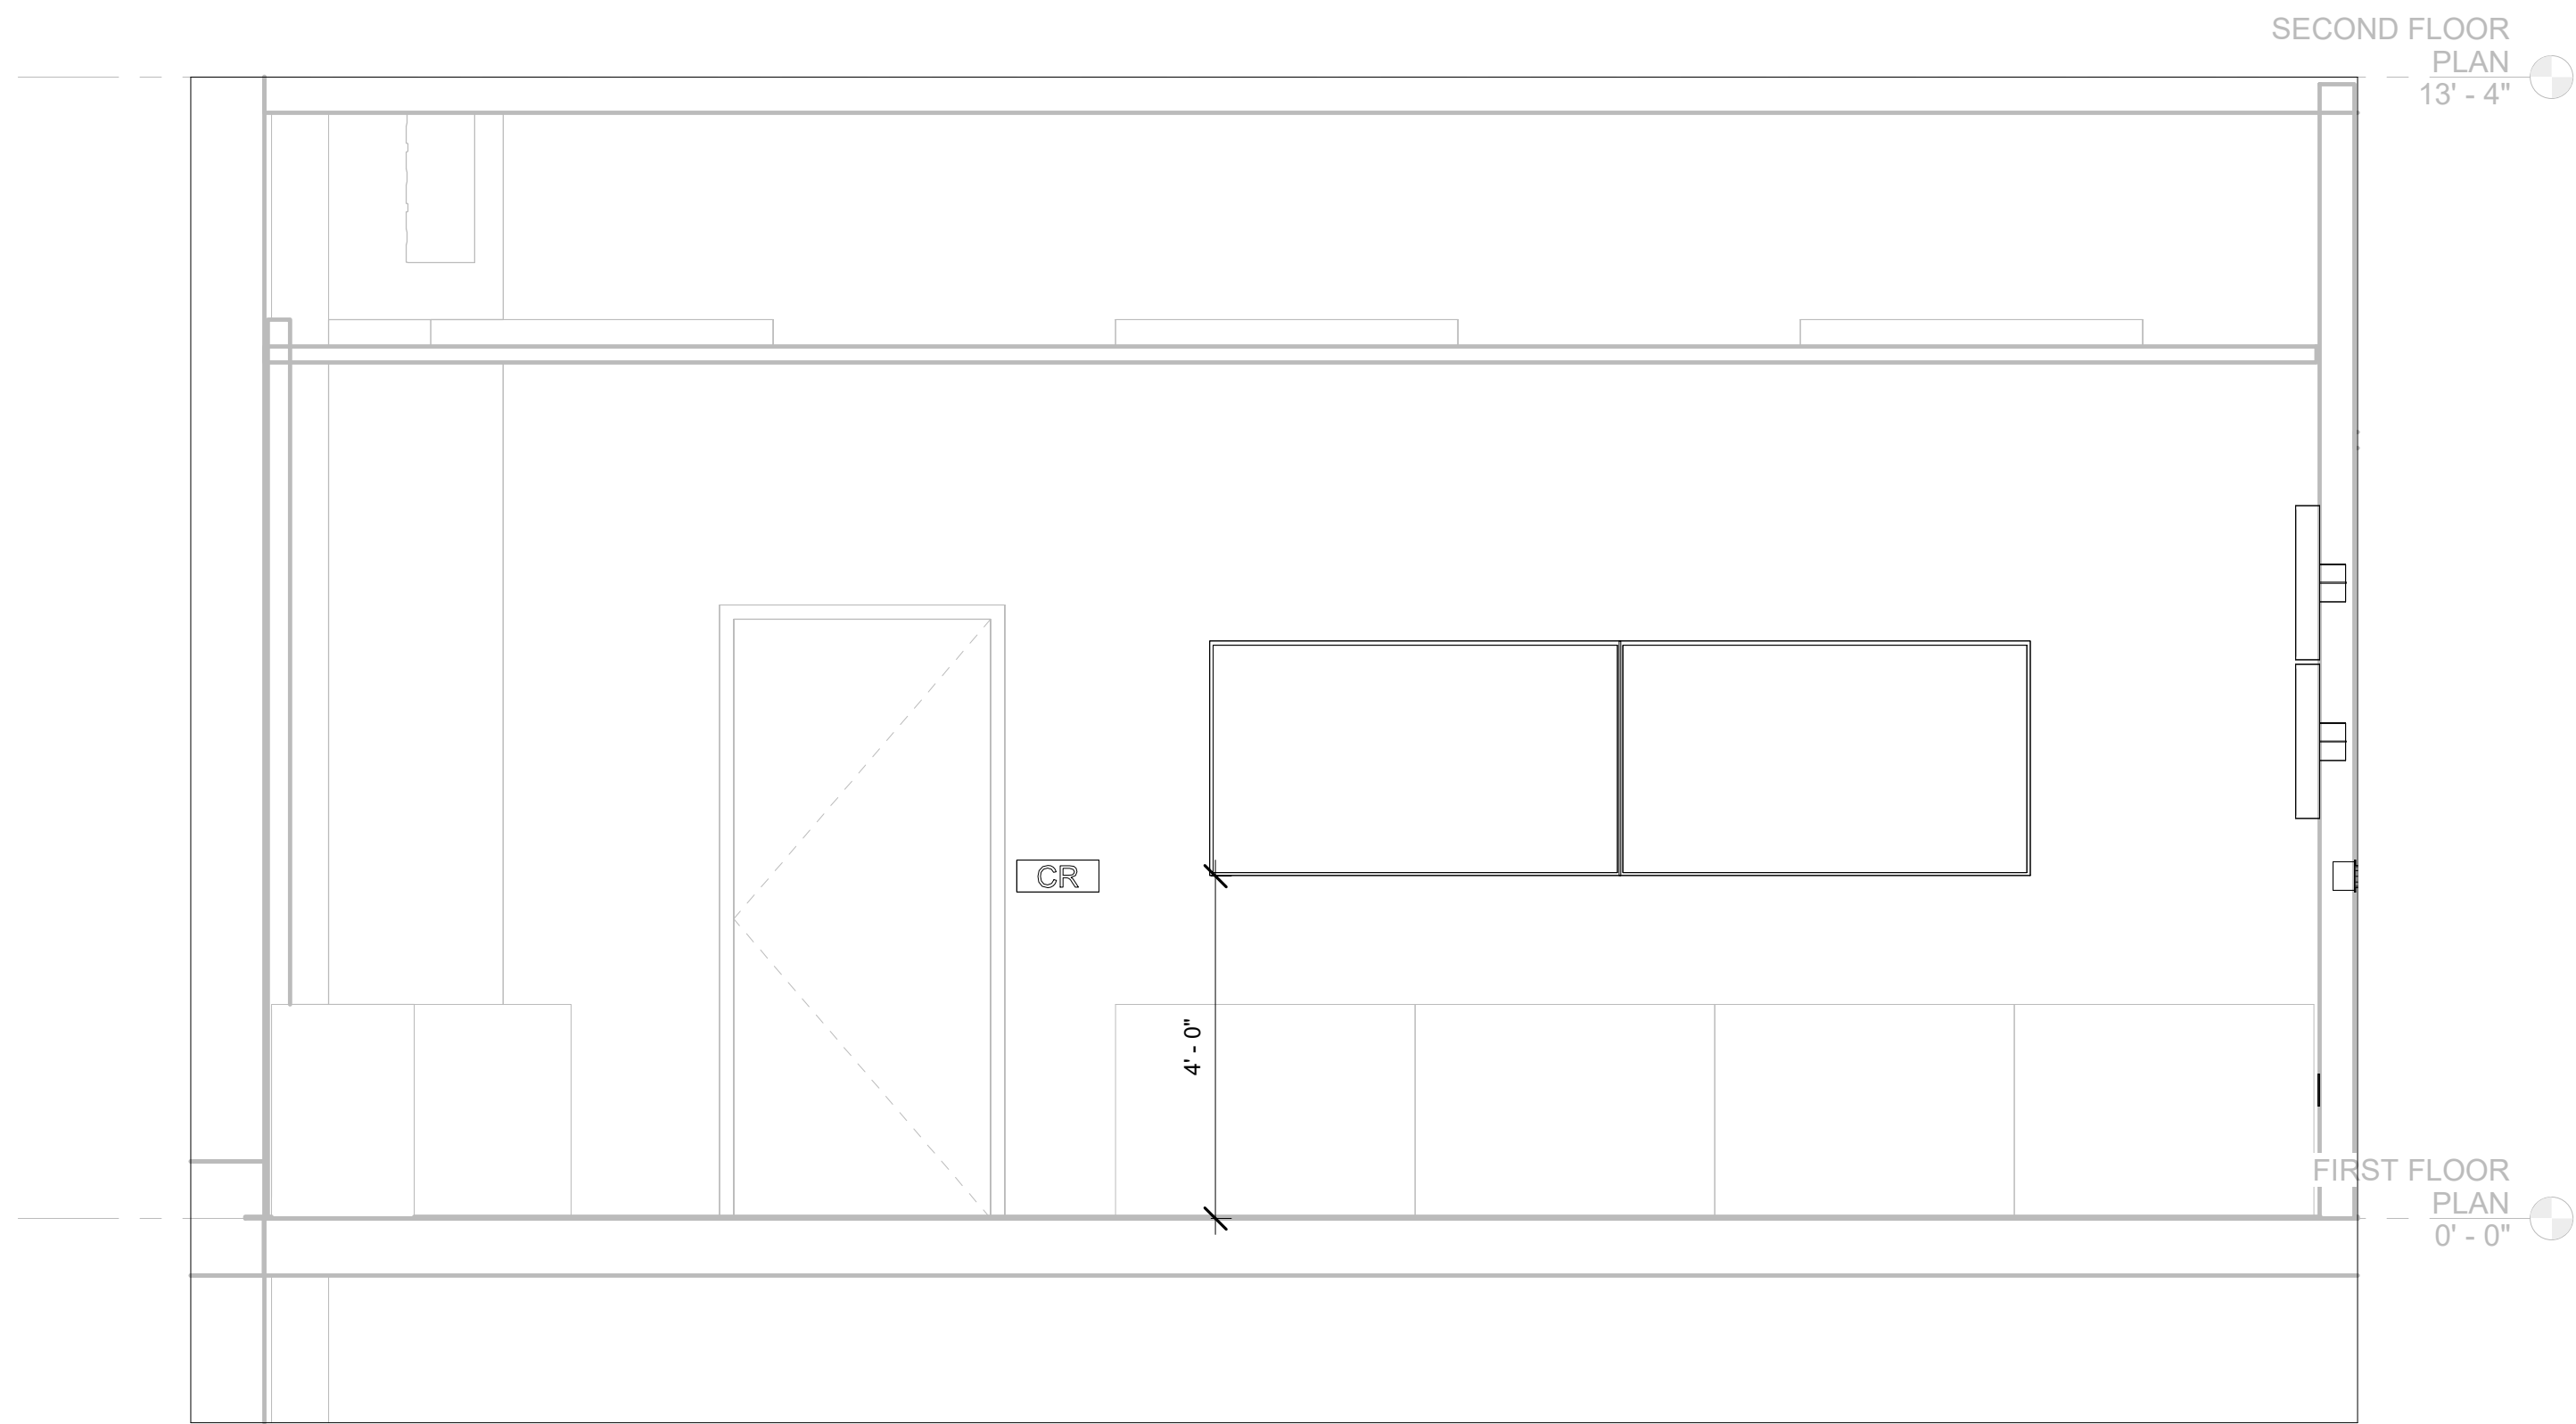 SECOND FLOOR
PLAN
13' - 4"
CR
4' - 0"
FIRST FLOOR
PLAN
0' - 0"